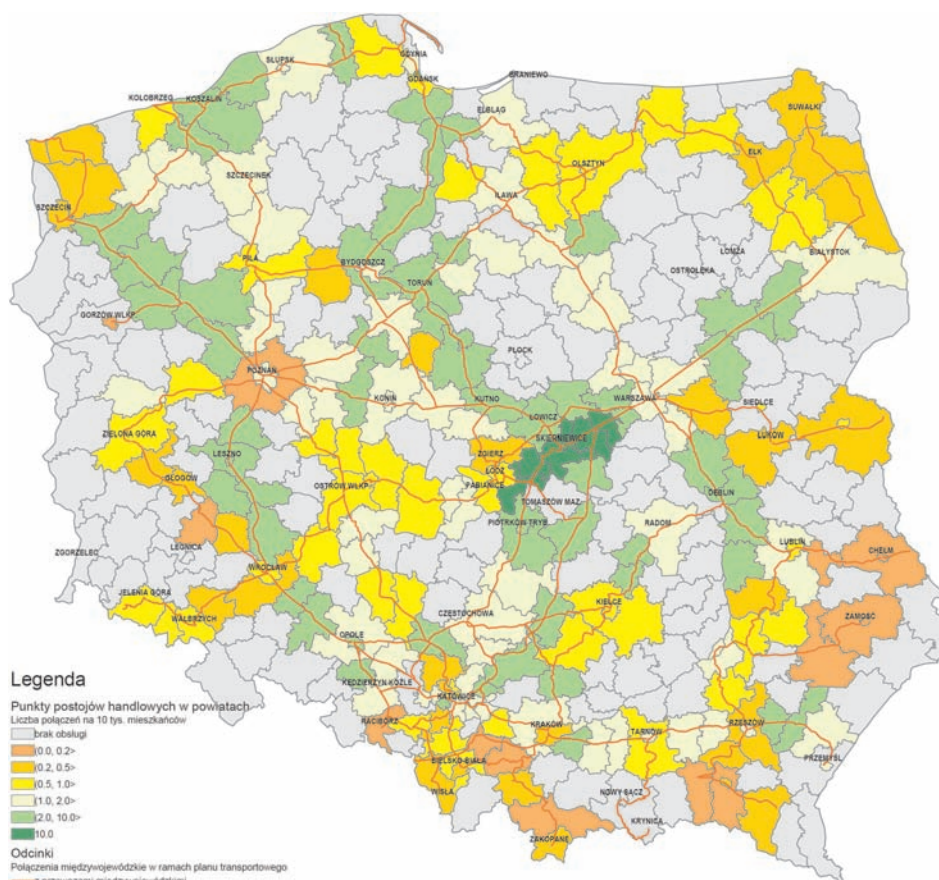 SŁUPSK
GDYNIA
GDAŃSK
BRANIEWO
KOŁOBRZEG
KOSZALIN
ELBLĄG
SUWAŁKI
OLSZTYN
EŁK
SZCZECINEK
IŁAWA
SZCZECIN
PIŁA
BYDGOSZCZ
ŁOMŻA
BIAŁYSTOK
OSTROŁĘKA
TORUŃ
GORZÓW WLKP.
PŁOCK
POZNAŃ
KONIN
KUTNO
WARSZAWA
SIEDLCE
ŁOWICZ
ZIELONA GÓRA
SKIERNIEWICE
ŁUKÓW
LESZNO
ZGIERZ
GŁOGÓW
ŁÓDŹ
OSTRÓW WLKP.
PABIANICE
TOMASZÓW MAZ.
DĘBLIN
PIOTRKÓW TRYB.
RADOM
ZGORZELEC
LEGNICA
LUBLIN
CHEŁM
WROCŁAW
JELENIA GÓRA
KIELCE
WAŁBRZYCH
CZĘSTOCHOWA
ZAMOŚĆ
OPOLE
KĘDZIERZYN-KOŹLE
KATOWICE
RACIBÓRZ
KRAKÓW
TARNÓW
RZESZÓW
BIELSKO-BIAŁA
PRZEMYŚL
WISŁA
NOWY SĄCZ
KRYNICA
ZAKOPANE
Legenda
Punkty postojów handlowych w powiatach
Liczba połączeń na 10 tys. mieszkańców
brak obsługi
(0.0, 0.2>
(0.2, 0.5>
(0.5, 1.0>
(1.0, 2.0>
(2.0, 10.0>
10.0
Odcinki
Połączenia międzywojewódzkie w ramach planu transportowego